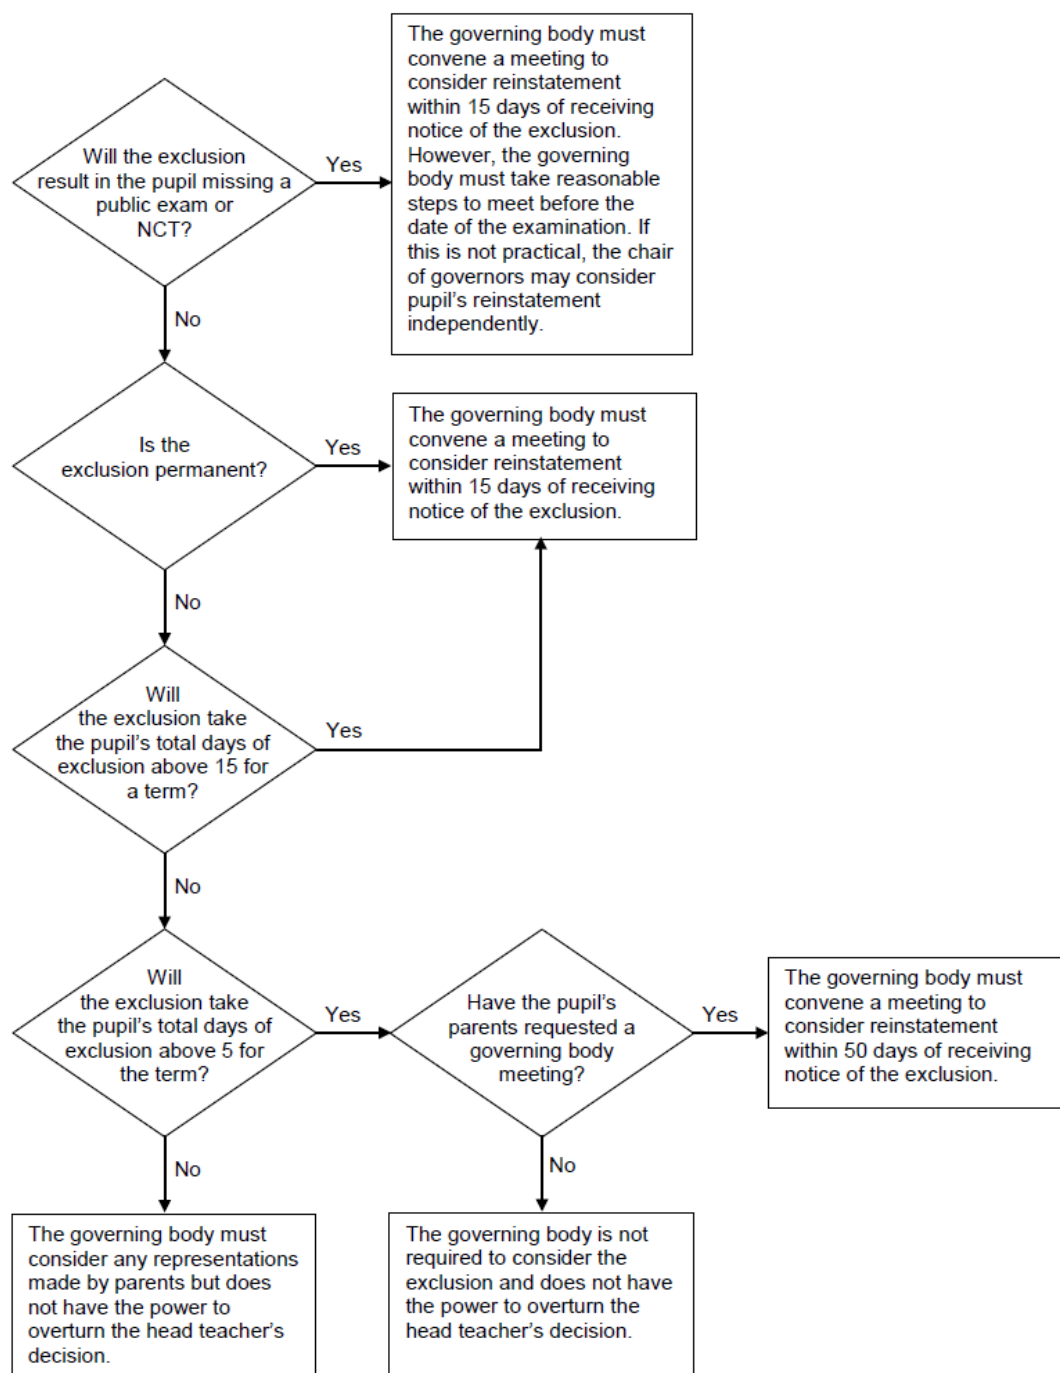 Will the exclusion
result in the pupil missing a
public exam or
NCT?
Yes
The governing body must
convene a meeting to
consider reinstatement
within 15 days of receiving
notice of the exclusion.
However, the governing
body must take reasonable
steps to meet before the
date of the examination. If
this is not practical, the chair
of governors may consider
pupil’s reinstatement
independently.
No
Is the
exclusion permanent?
Yes
The governing body must
convene a meeting to
consider reinstatement
within 15 days of receiving
notice of the exclusion.
No
Will
the exclusion take
the pupil’s total days of
exclusion above 15 for
a term?
Yes
No
Will
the exclusion take
the pupil’s total days of
exclusion above 5 for
the term?
Yes
Have the pupil’s
parents requested a
governing body
meeting?
Yes
The governing body must
convene a meeting to
consider reinstatement
within 50 days of receiving
notice of the exclusion.
No
No
The governing body must
consider any representations
made by parents but does
not have the power to
overturn the head teacher’s
decision.
The governing body is not
required to consider the
exclusion and does not have
the power to overturn the
head teacher’s decision.